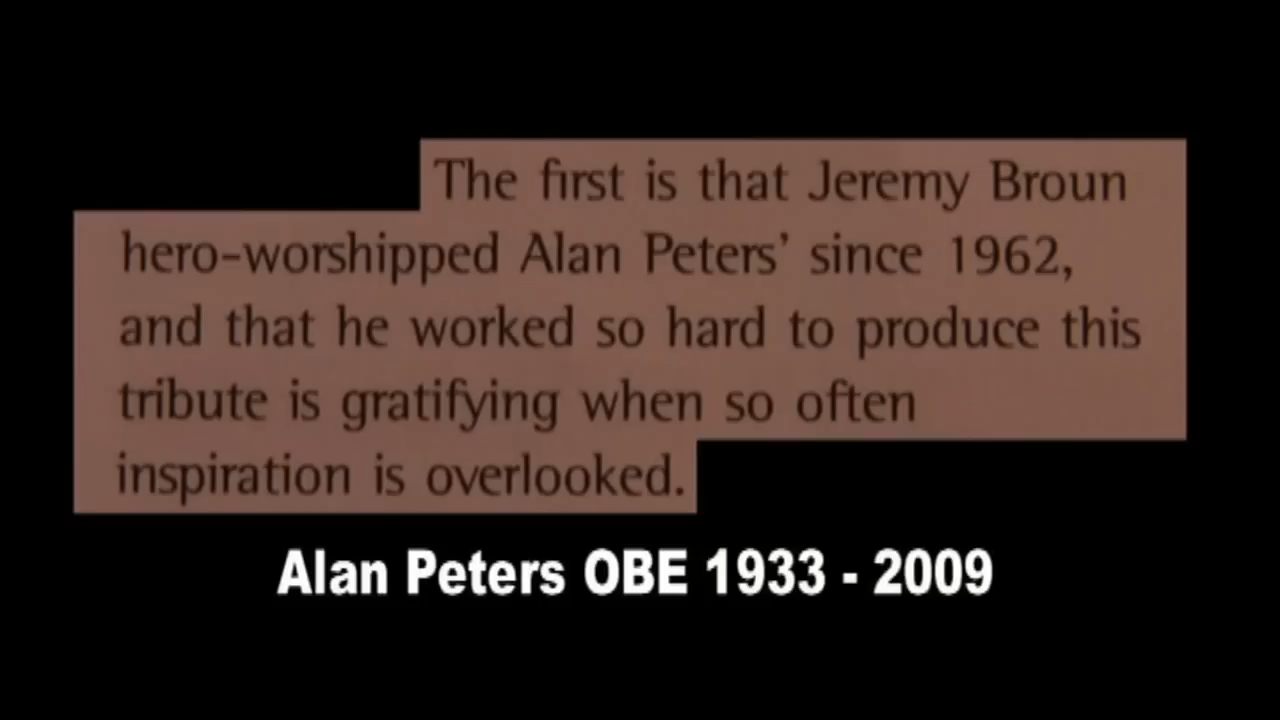 The first is that Jeremy Broun
hero-worshipped Alan Peters' since 1962,
and that he worked so hard to produce this
tribute is gratifying when so often
inspiration is overlooked.
Alan Peters OBE 1933 - 2009